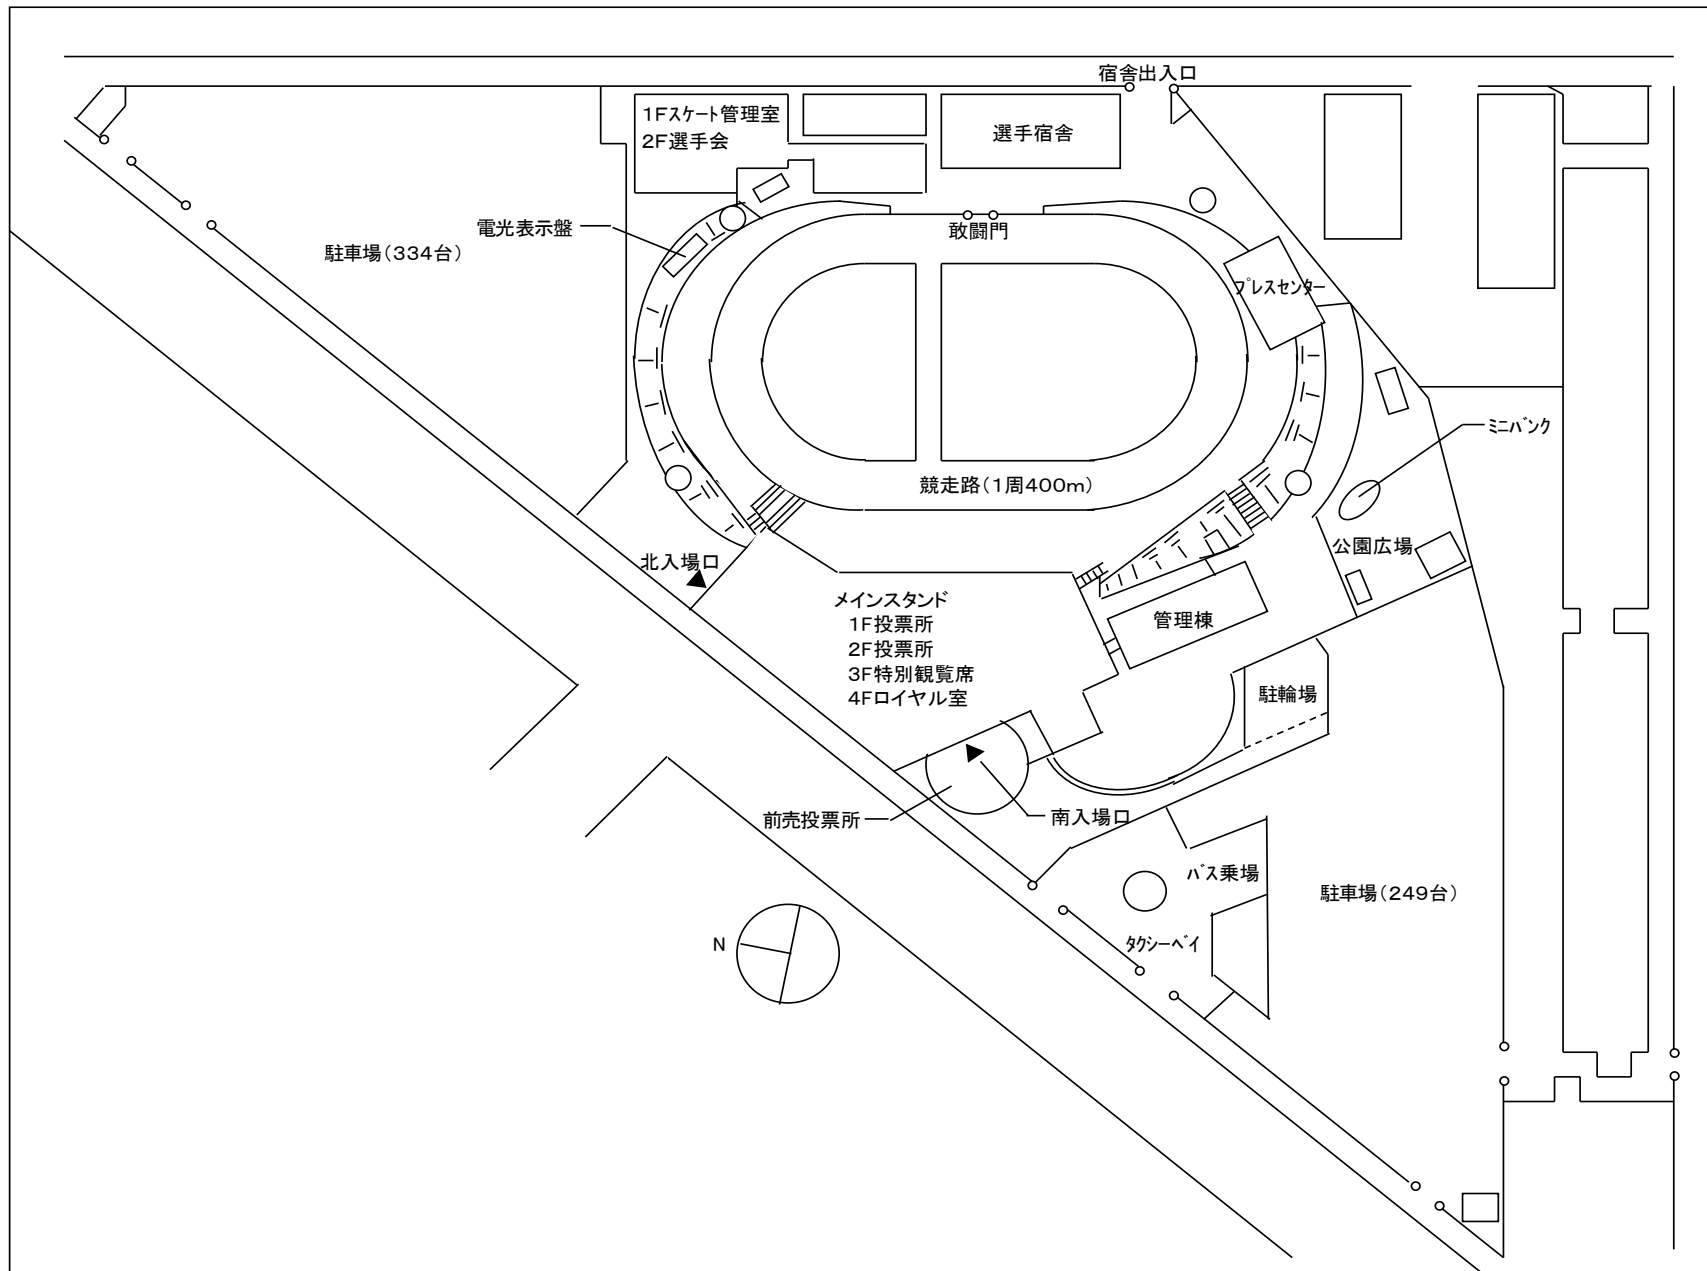 宿舎出入口
1Fスケート管理室
2F選手会
選手宿舎
電光表示盤
敢闘門
駐車場（334台）
プレスセンター
ミニバンク
競走路（1周400m）
公園広場
北入場口
メインスタンド
1F投票所
2F投票所
3F特別観覧席
4Fロイヤル室
管理棟
駐輪場
前売投票所
南入場口
バス乗場
駐車場（249台）
タクシーベイ
N